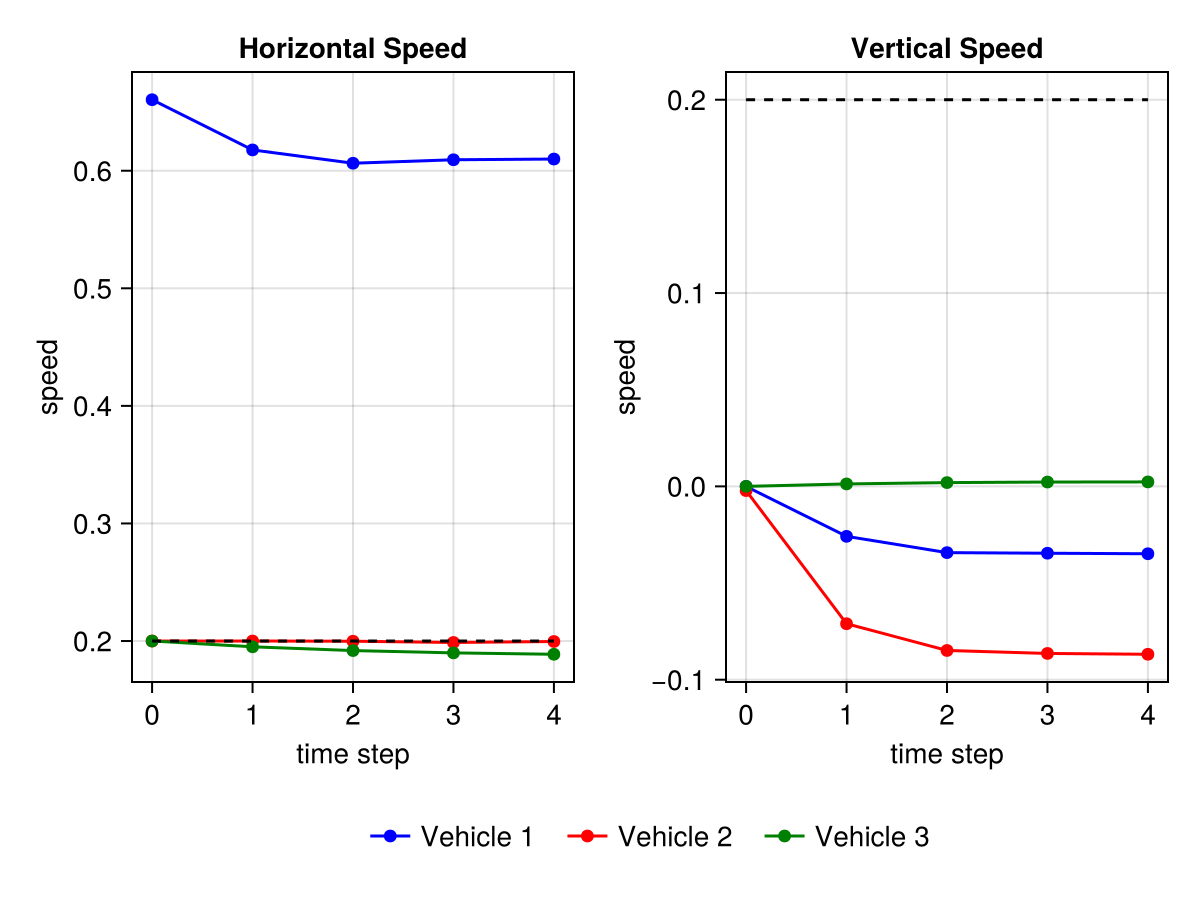 Horizontal Speed
speed
0.6
0.5
0.4
0.3
0.2
0 1 2 3 4
time step
Vertical Speed
speed
0.2
0.1
0.0
−0.1
0 1 2 3 4
time step
Vehicle 1 Vehicle 2 Vehicle 3